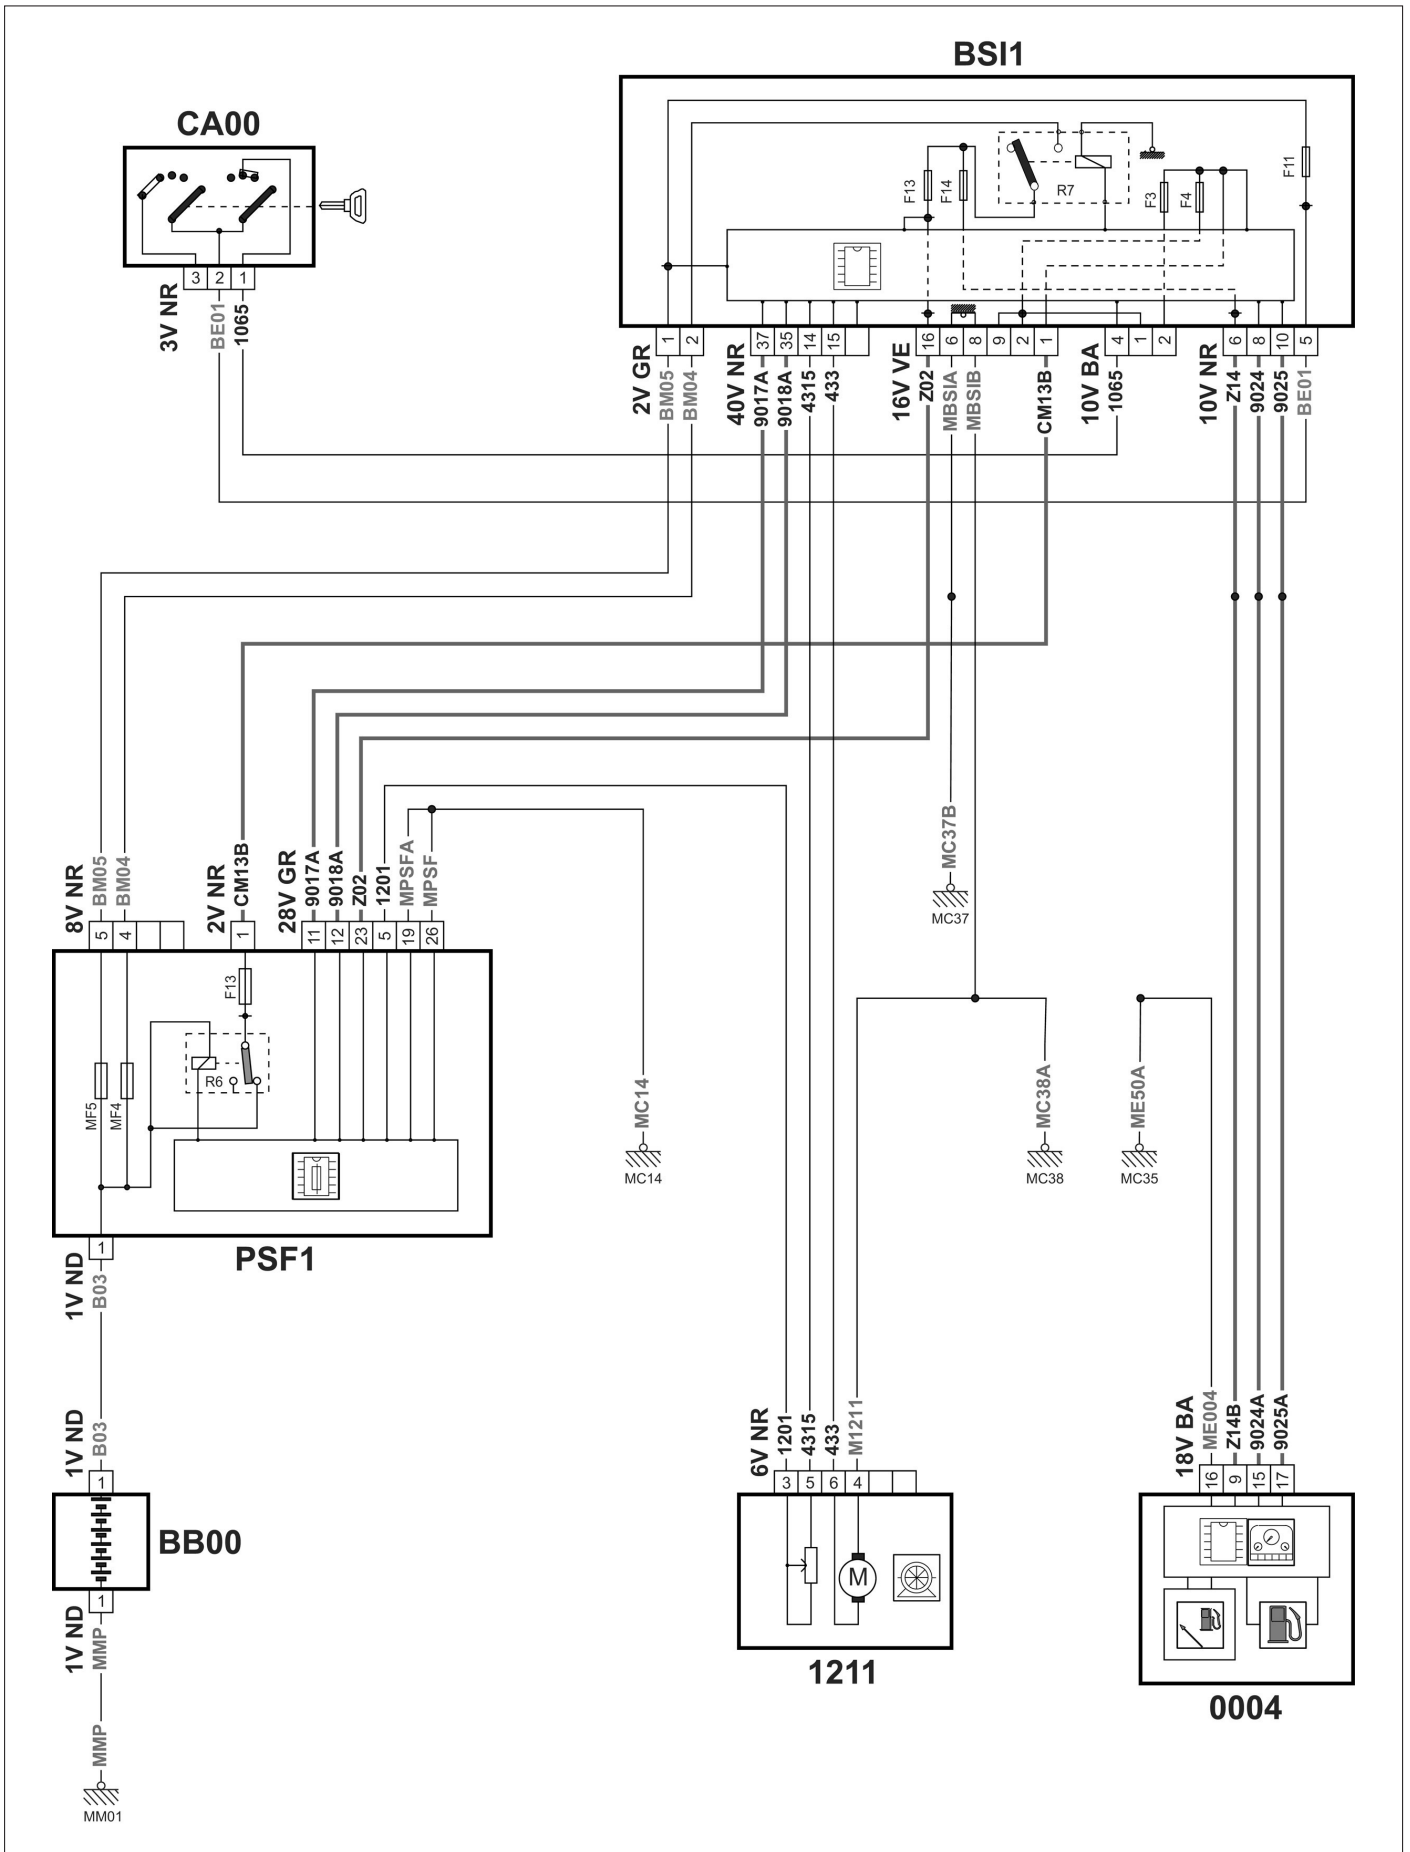 BSI1
CA00
F13
F14
R7
F3
F4
F11
3 2 1
3V NR
BE01
1065
1 2
37 35 14 15
16 6 8 9 2 1
4 1 2
6 8 10 5
2V GR
BM05
BM04
40V NR
9017A
9018A
4315
433
16V VE
Z02
MBSIA
MBSIB
CM13B
10V BA
1065
10V NR
Z14
9024
9025
BE01
8V NR
BM05
BM04
2V NR
CM13B
28V GR
9017A
9018A
Z02
1201
MPSFA
MPSF
MC37B
MC37
5 4
1
11 12 23 5 19 26
F13
R6
MF5
MF4
MC14
MC14
MC38A
MC38
ME50A
MC35
1
PSF1
1V ND
B03
1V ND
B03
1
BB00
1
1V ND
MMP
MMP
MM01
6V NR
1201
4315
433
M1211
3 5 6 4
M
1211
18V BA
ME004
Z14B
9024A
9025A
16 9 15 17
0004